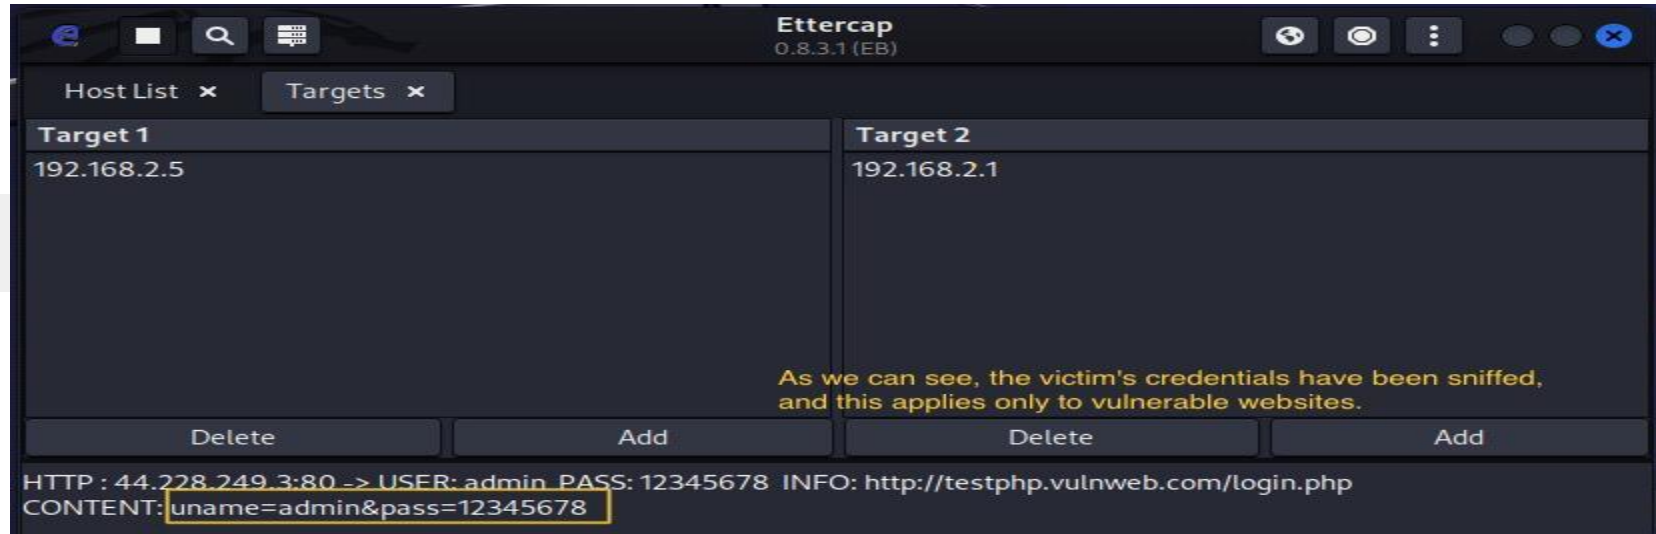 Ettercap
0.8.3.1 (EB)
Host List × Targets ×
Target 1 Target 2
192.168.2.5 192.168.2.1
As we can see, the victim's credentials have been sniffed,
and this applies only to vulnerable websites.
Delete Add Delete Add
HTTP : 44.228.249.3:80 -> USER: admin PASS: 12345678 INFO: http://testphp.vulnweb.com/login.php
CONTENT: uname=admin&pass=12345678